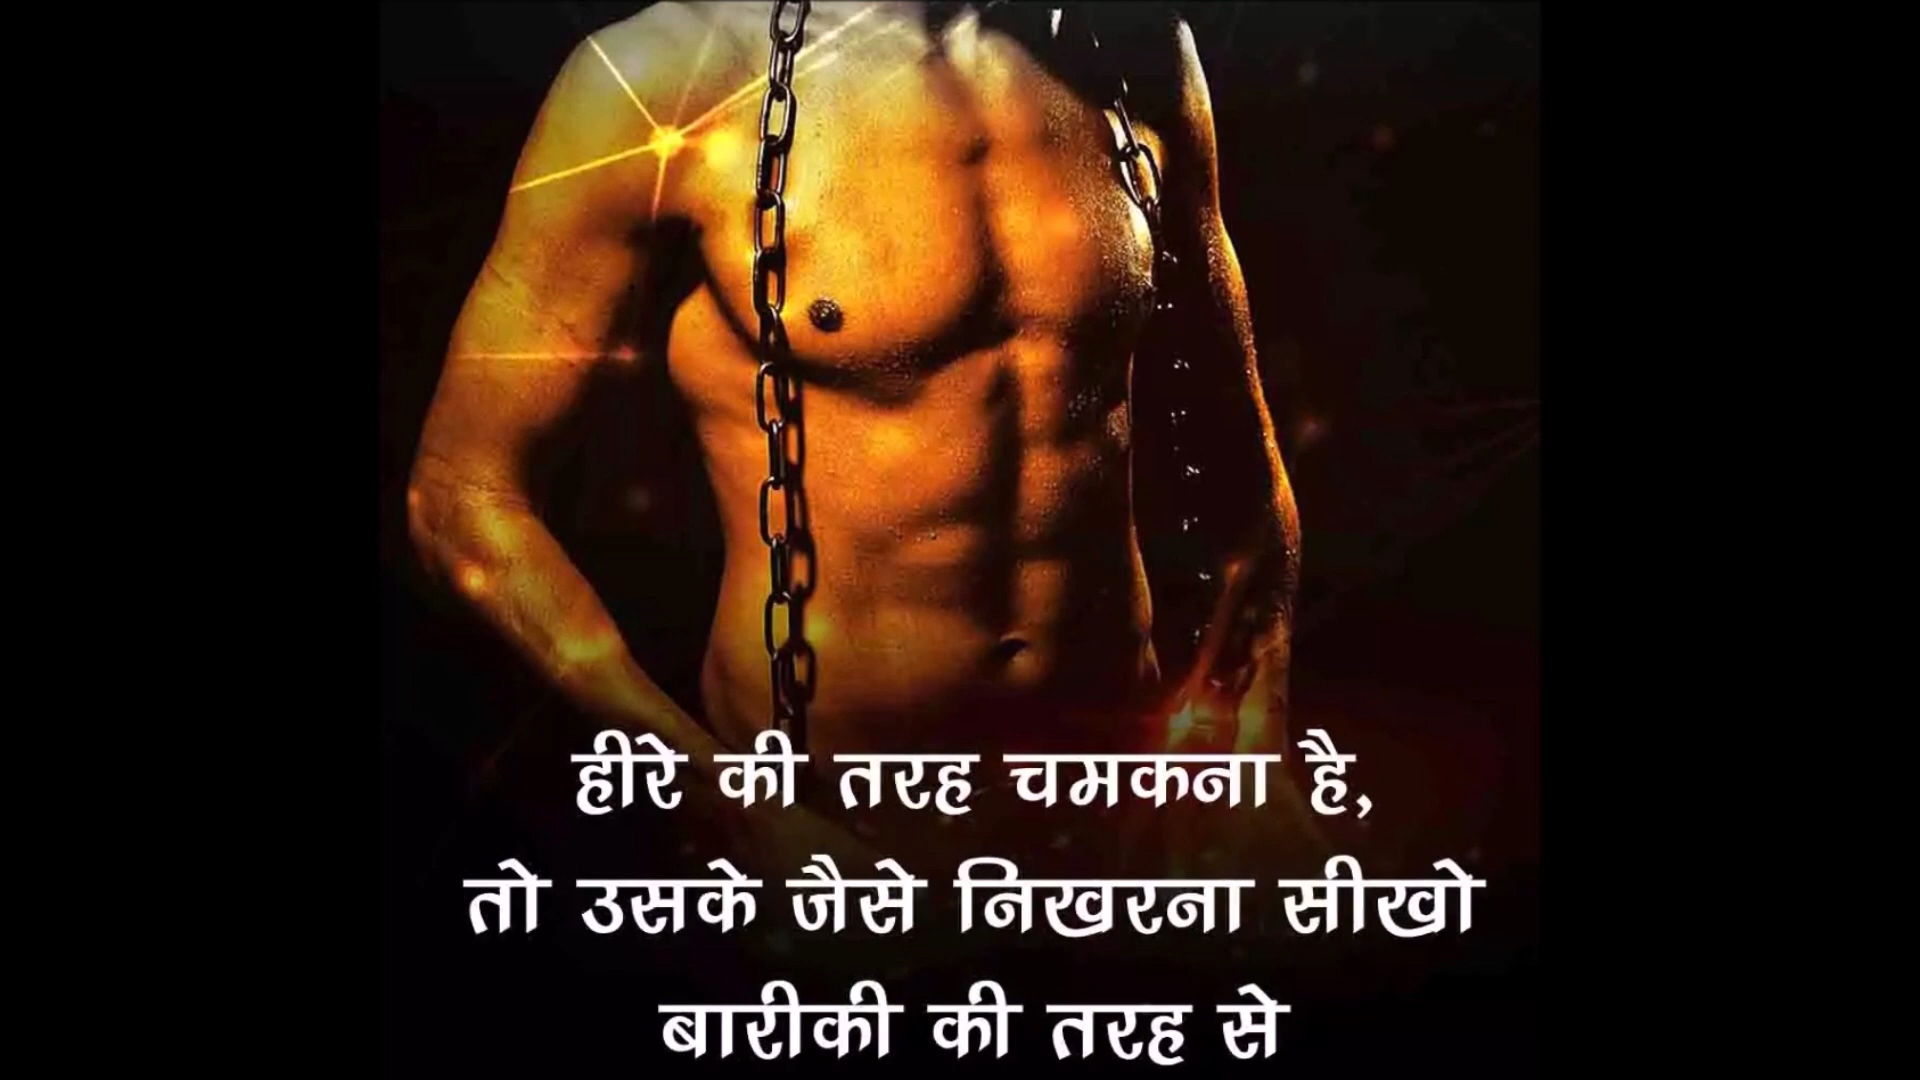 हीरे की तरह चमकना है,
तो उसके जैसे निखरना सीखो
बारीकी की तरह से